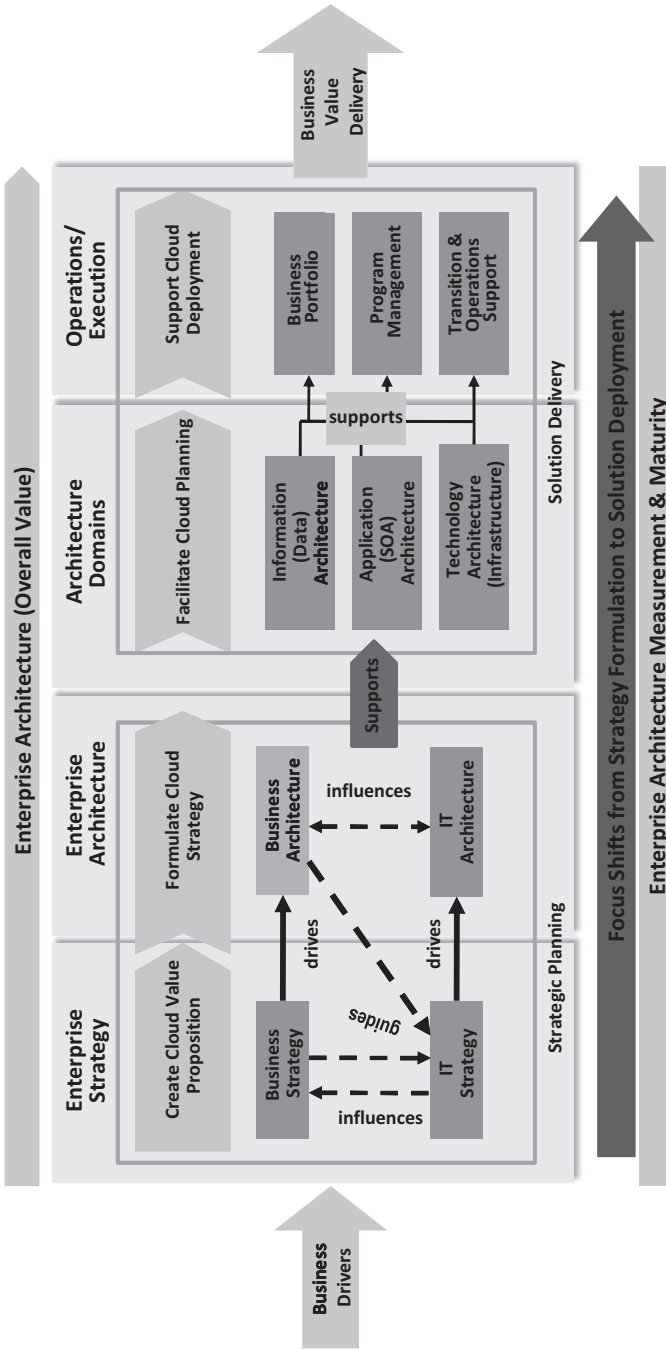 Enterprise Architecture (Overall Value)
Business
Drivers
Enterprise
Strategy
Enterprise
Architecture
Architecture
Domains
Operations/
Execution
Create Cloud Value
Proposition
Formulate Cloud
Strategy
Facilitate Cloud Planning
Support Cloud
Deployment
Business
Strategy
drives
Business
Architecture
influences
guides
influences
IT
Strategy
drives
IT
Architecture
Strategic Planning
Supports
Information
(Data)
Architecture
Application
(SOA)
Architecture
Technology
Architecture
(Infrastructure)
supports
Business
Portfolio
Program
Management
Transition &
Operations
Support
Solution Delivery
Business
Value
Delivery
Focus Shifts from Strategy Formulation to Solution Deployment
Enterprise Architecture Measurement & Maturity